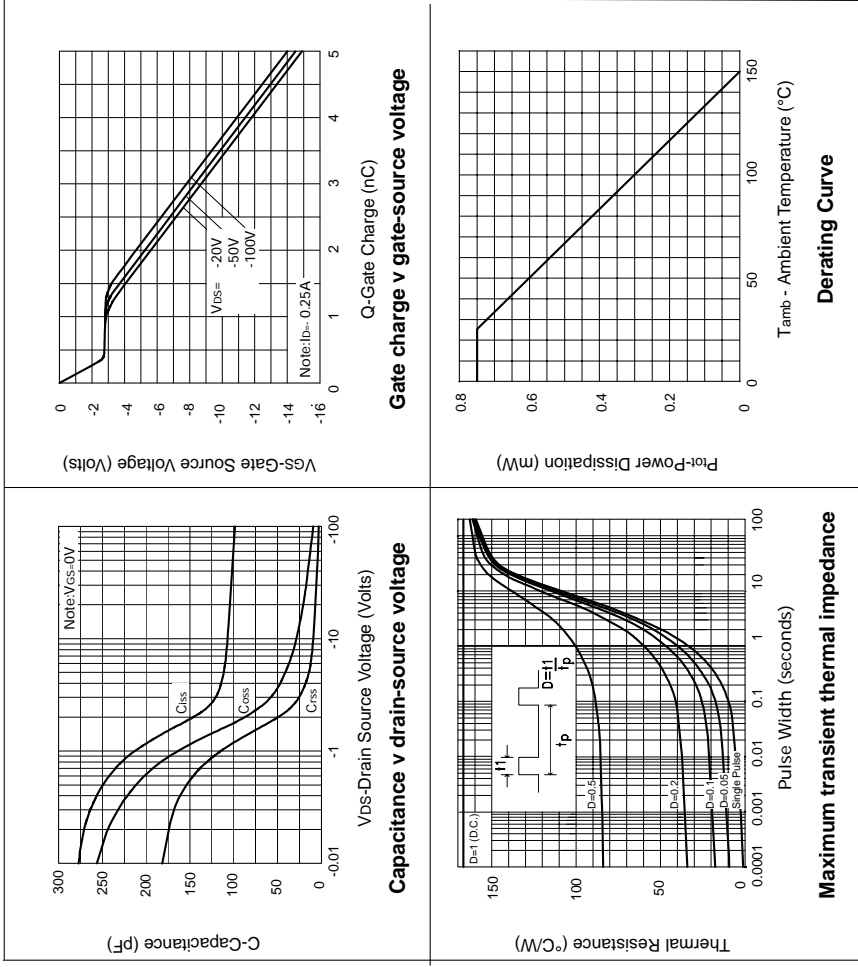 300
250
200
150
100
50
0
C-Capacitance (pF)
Note:VGS=0V
Ciss
Coss
Crss
-0.01
-1
-10
-100
VDS-Drain Source Voltage (Volts)
Capacitance v drain-source voltage
0
-2
-4
-6
-8
-10
-12
-14
-16
VGS-Gate Source Voltage (Volts)
VDS=
-20V
-50V
-100V
Note:ID=- 0.25A
0
1
2
3
4
5
Q-Gate Charge (nC)
Gate charge v gate-source voltage
150
100
50
0
Thermal Resistance (°C/W)
D=1 (D.C.)
t1
tp
D=t1
tp
D=0.5
D=0.2
D=0.1
D=0.05
Single Pulse
0.0001
0.001
0.01
0.1
1
10
100
Pulse Width (seconds)
Maximum transient thermal impedance
0.8
0.6
0.4
0.2
0
Ptot-Power Dissipation (mW)
0
50
100
150
Tamb - Ambient Temperature (°C)
Derating Curve